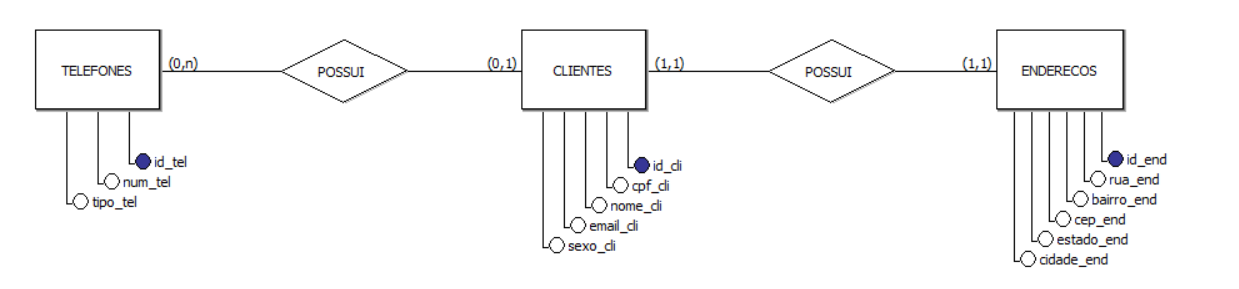 TELEFONES (0,n) POSSUI (0,1) CLIENTES (1,1) POSSUI (1,1) ENDERECOS
id_tel
num_tel
tipo_tel
id_cli
cpf_cli
nome_cli
email_cli
sexo_cli
id_end
rua_end
bairro_end
cep_end
estado_end
cidade_end